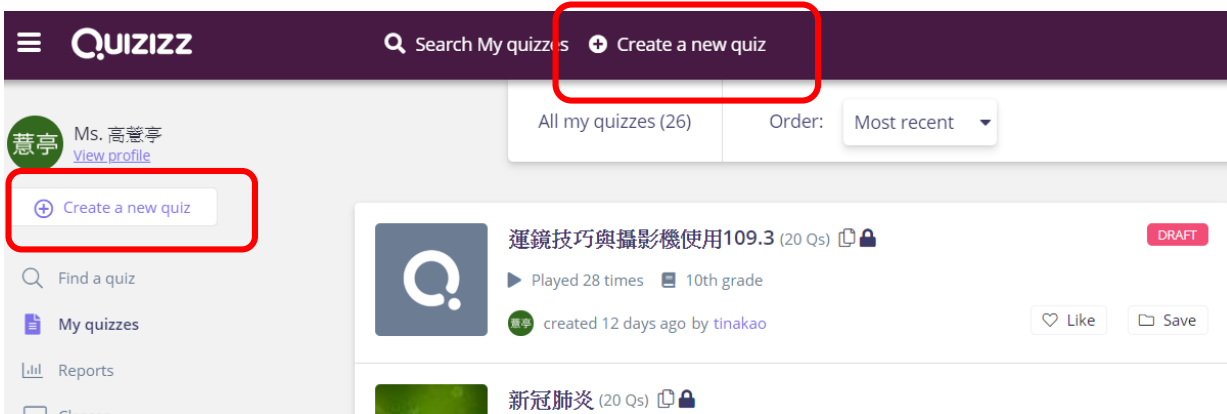 QUIZIZZ
Search My quizzes
Create a new quiz
All my quizzes (26)
Order:
Most recent
薏亭
Ms. 高薏亭
View profile
Create a new quiz
Find a quiz
My quizzes
Reports
運鏡技巧與攝影機使用109.3 (20 Qs)
DRAFT
Played 28 times
10th grade
薏亭
created 12 days ago by tinakao
Like
Save
新冠肺炎 (20 Qs)